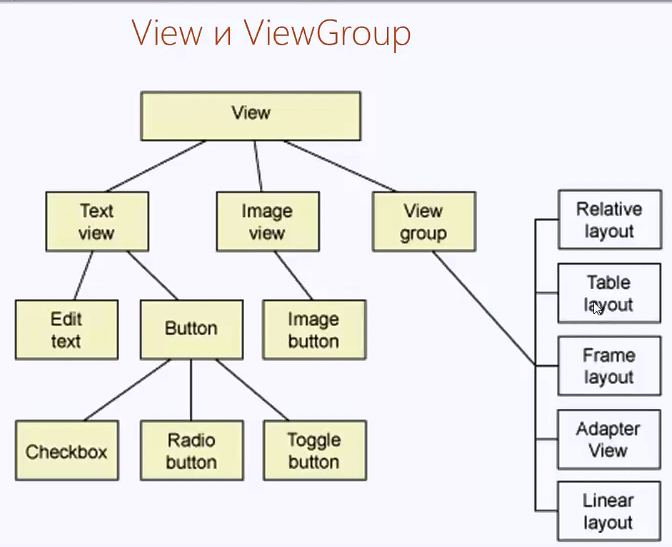 View и ViewGroup
View
Text
view
Image
view
View
group
Relative
layout
Table
layout
Edit
text
Button
Image
button
Frame
layout
Checkbox
Radio
button
Toggle
button
Adapter
View
Linear
layout